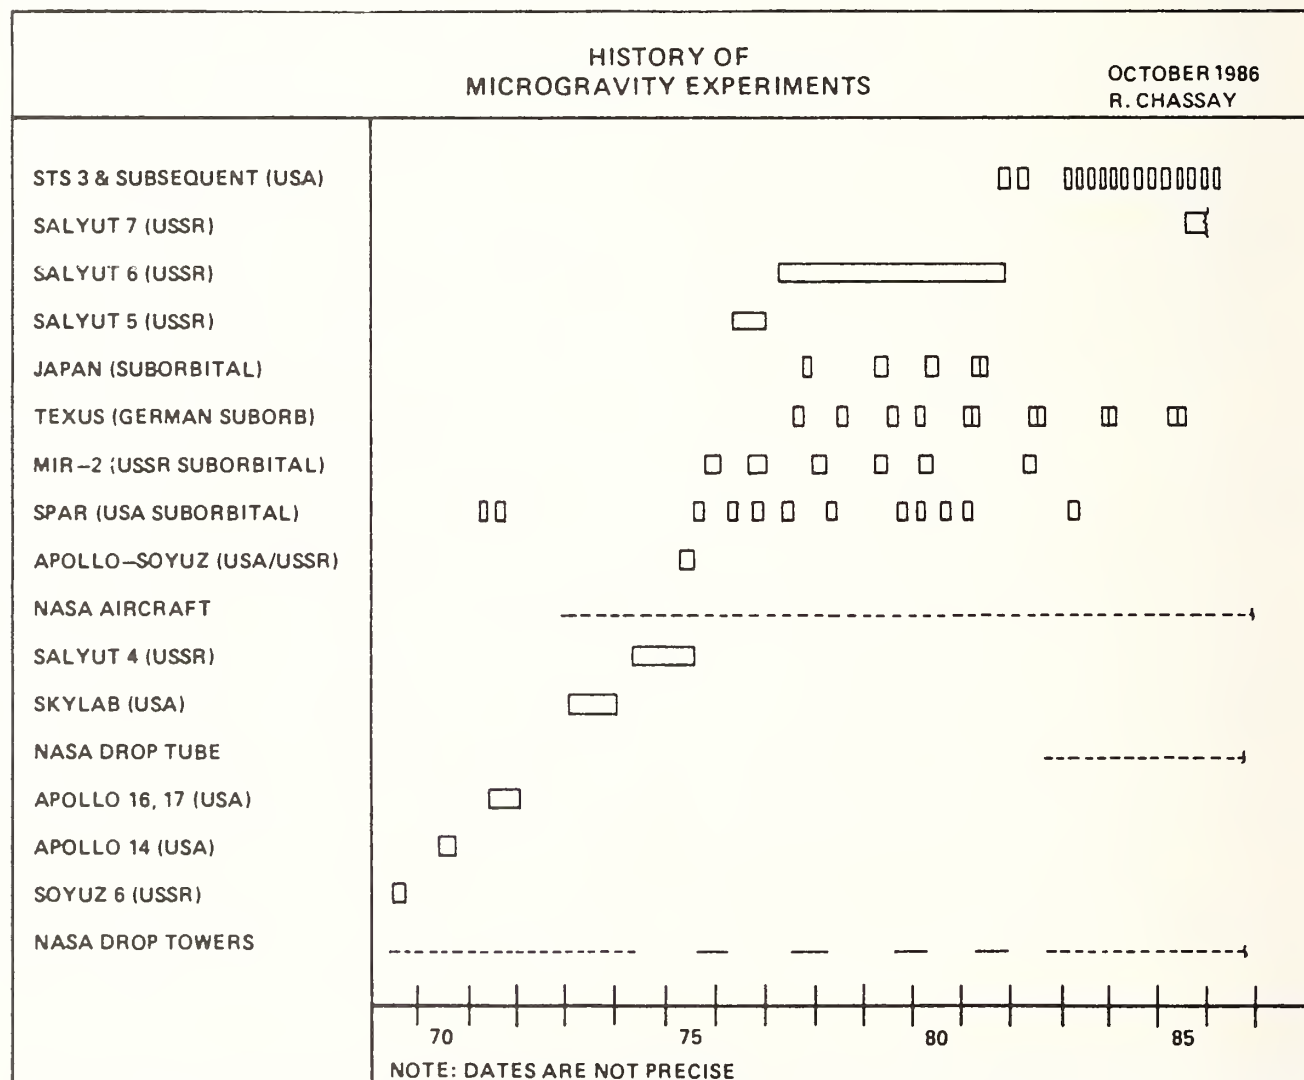 HISTORY OF
MICROGRAVITY EXPERIMENTS
OCTOBER 1986
R. CHASSAY
STS 3 & SUBSEQUENT (USA)
SALYUT 7 (USSR)
SALYUT 6 (USSR)
SALYUT 5 (USSR)
JAPAN (SUBORBITAL)
TEXUS (GERMAN SUBORB)
MIR-2 (USSR SUBORBITAL)
SPAR (USA SUBORBITAL)
APOLLO-SOYUZ (USA/USSR)
NASA AIRCRAFT
SALYUT 4 (USSR)
SKYLAB (USA)
NASA DROP TUBE
APOLLO 16, 17 (USA)
APOLLO 14 (USA)
SOYUZ 6 (USSR)
NASA DROP TOWERS
70 75 80 85
NOTE: DATES ARE NOT PRECISE